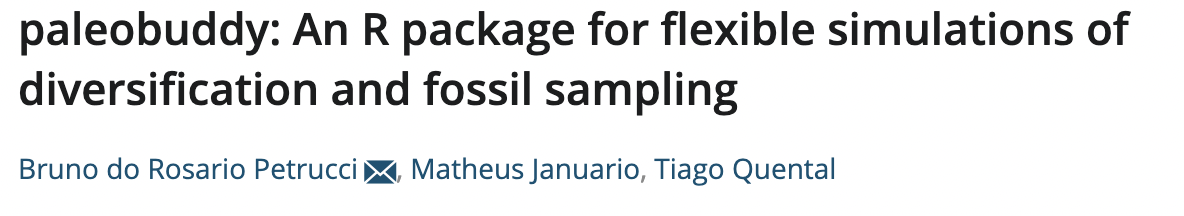 paleobuddy: An R package for flexible simulations of
diversification and fossil sampling
Bruno do Rosario Petrucci, Matheus Januario, Tiago Quental